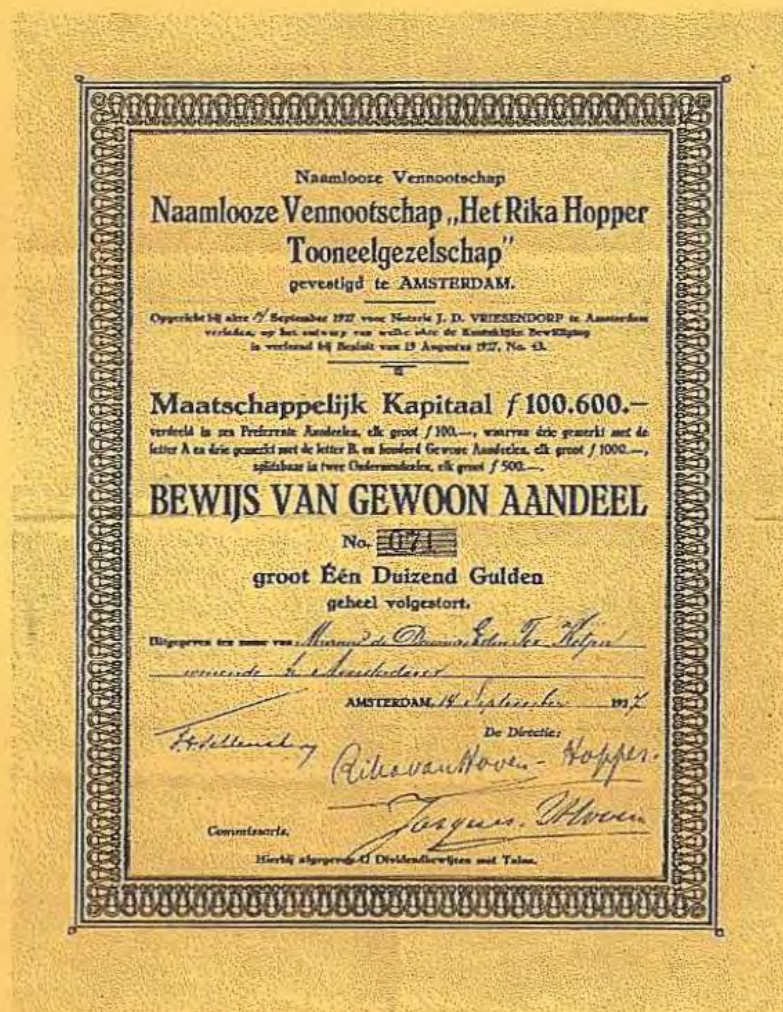 Naamlooze Vennootschap
Naamlooze Vennootschap „Het Rika Hopper
Tooneelgezelschap"
gevestigd te AMSTERDAM.
Opgericht bij akte September 1927 voor Notaris J. D. VRIESENDORP te Amsterdam
verleden, op het ontwerp van welke akte de Koninklijke Bewilliging
is verleend bij Besluit van 19 Augustus 1927, No. 43.
Maatschappelijk Kapitaal f 100.600.—
verdeeld in zes Preferente Aandeelen, elk groot f 100.—, waarvan drie gemerkt met de
letter A en drie gemerkt met de letter B, en honderd Gewone Aandeelen, elk groot f 1000.—,
splitsbaar in twee Onderaandeelen, elk groot f 500.—.
BEWIJS VAN GEWOON AANDEEL
No. 071
groot Één Duizend Gulden
geheel volgestort.
Uitgegeven ten name van
te
AMSTERDAM, 14 September 1927
De Directie:
Rika van Hoven - Hopper.
Jacques. v Hoven
Commissaris.
Hierbij afgegeven Dividendbewijzen met Talon.